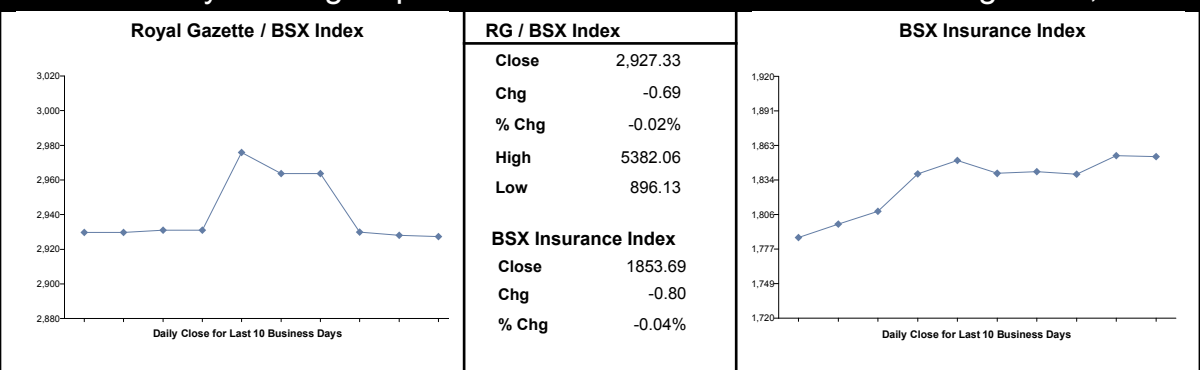 Royal Gazette / BSX Index
3,020
3,000
2,980
2,960
2,940
2,920
2,900
2,880
Daily Close for Last 10 Business Days
RG / BSX Index
Close 2,927.33
Chg -0.69
% Chg -0.02%
High 5382.06
Low 896.13
BSX Insurance Index
Close 1853.69
Chg -0.80
% Chg -0.04%
BSX Insurance Index
1,920
1,891
1,863
1,834
1,806
1,777
1,749
1,720
Daily Close for Last 10 Business Days